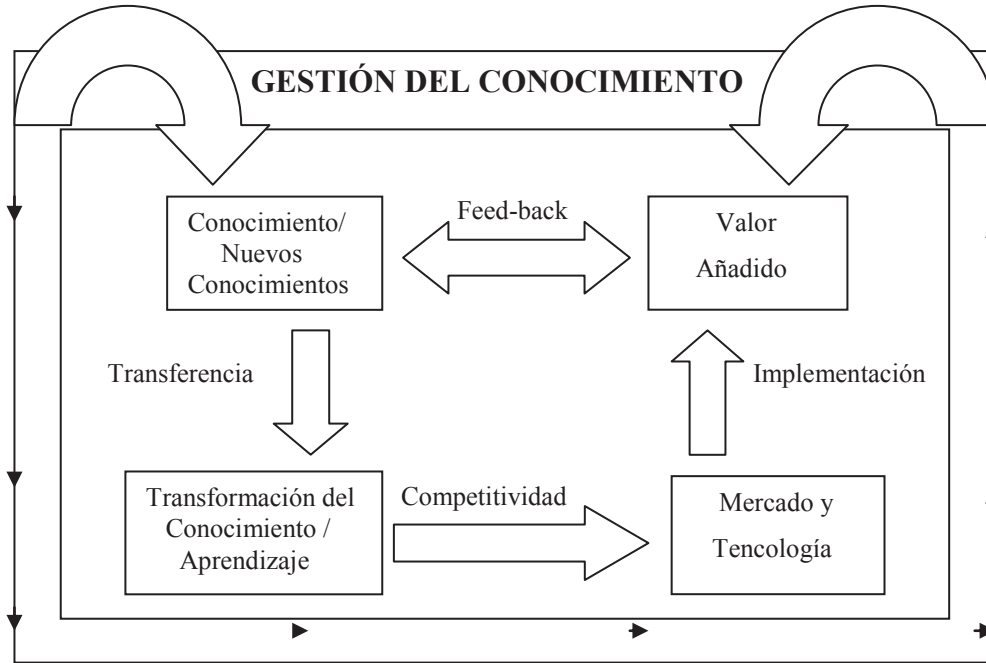 GESTIÓN DEL CONOCIMIENTO
Conocimiento/
Nuevos
Conocimientos
Feed-back
Valor
Añadido
Transferencia
Implementación
Transformación del
Conocimiento /
Aprendizaje
Competitividad
Mercado y
Tencología